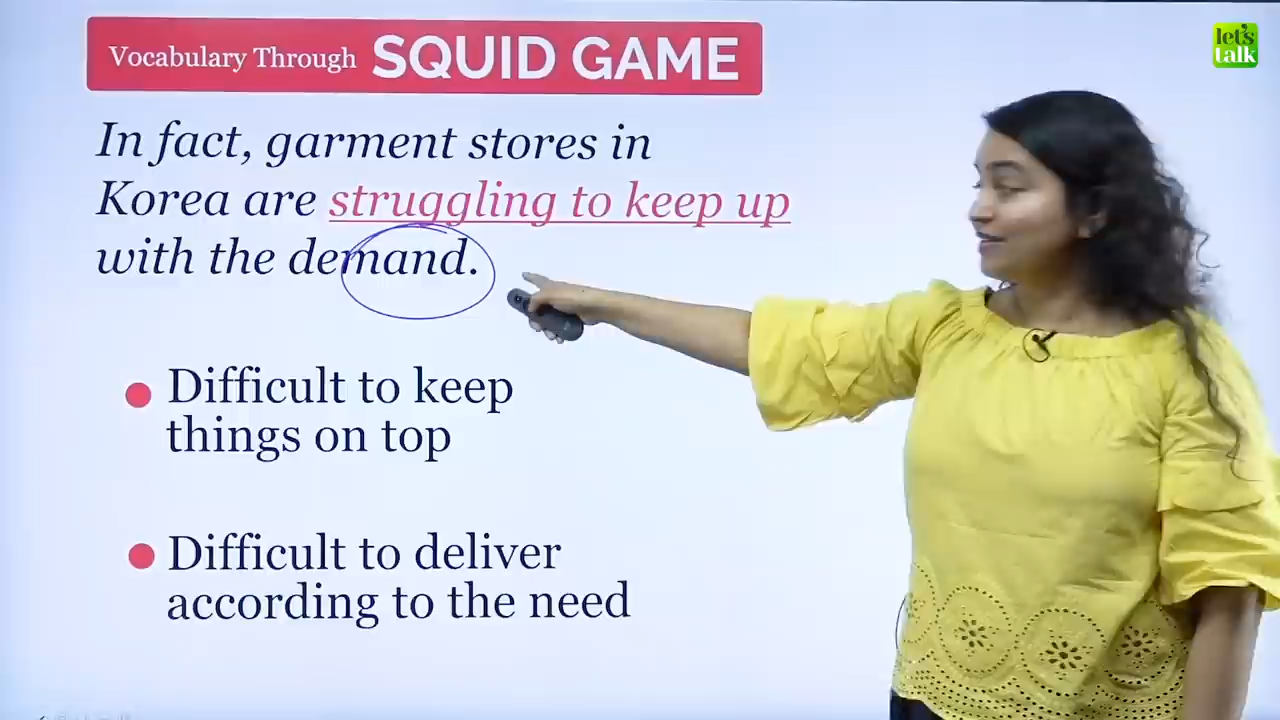 Vocabulary Through SQUID GAME
let's
talk
In fact, garment stores in
Korea are struggling to keep up
with the demand.
Difficult to keep
things on top
Difficult to deliver
according to the need